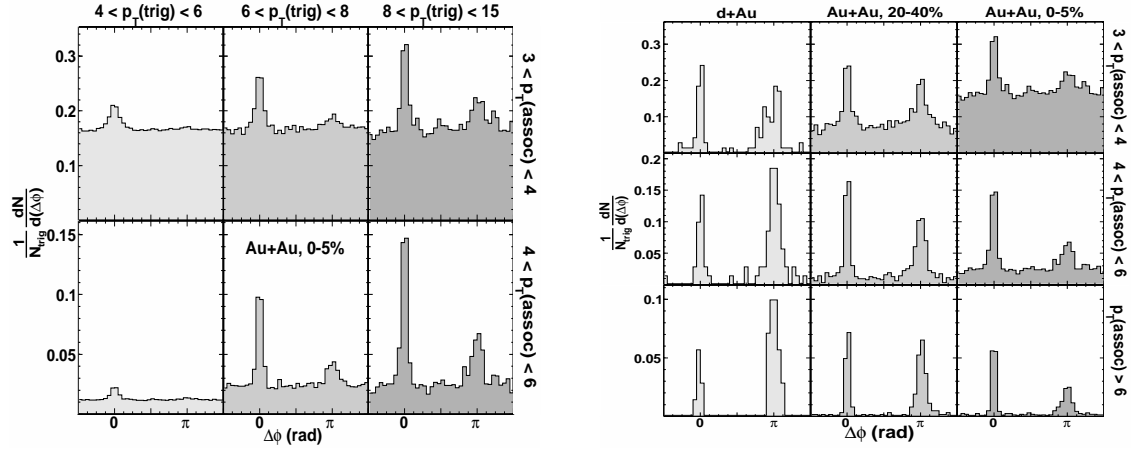 4 < p_T(trig) < 6 6 < p_T(trig) < 8 8 < p_T(trig) < 15
0.3
0.2
0.1
3 < p_T(assoc) < 4
0.15
0.1
0.05
Au+Au, 0-5%
4 < p_T(assoc) < 6
1/N_trig dN/d(Δϕ)
0 π 0 π 0 π
Δϕ (rad)
d+Au Au+Au, 20-40% Au+Au, 0-5%
0.3
0.2
0.1
3 < p_T(assoc) < 4
0.2
0.15
0.1
0.05
4 < p_T(assoc) < 6
0.1
0.05
p_T(assoc) > 6
1/N_trig dN/d(Δϕ)
0 π 0 π 0 π
Δϕ (rad)